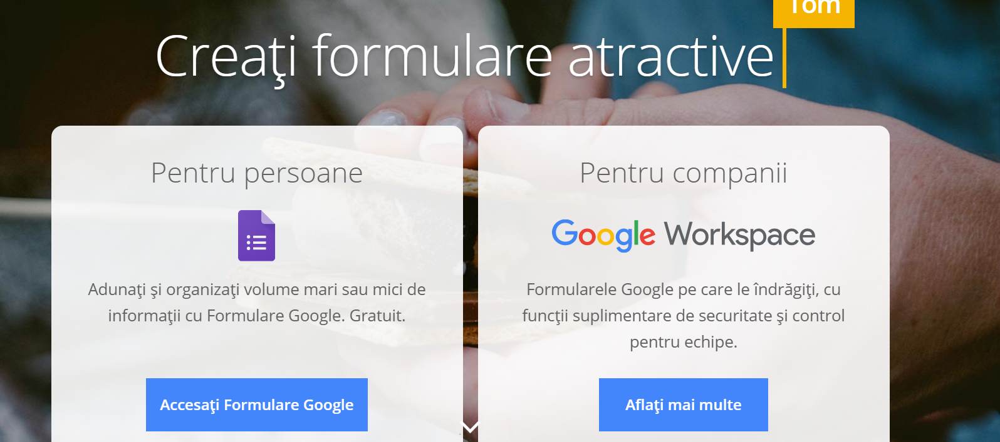 Tom
Creaţi formulare atractive
Pentru persoane
Adunaţi şi organizaţi volume mari sau mici de
informaţii cu Formulare Google. Gratuit.
Accesaţi Formulare Google
Pentru companii
Google Workspace
Formularele Google pe care le îndrăgiţi, cu
funcţii suplimentare de securitate şi control
pentru echipe.
Aflaţi mai multe